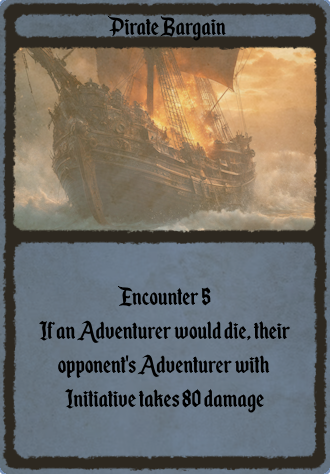 Pirate Bargain
Encounter 5
If an Adventurer would die, their
opponent's Adventurer with
Initiative takes 80 damage